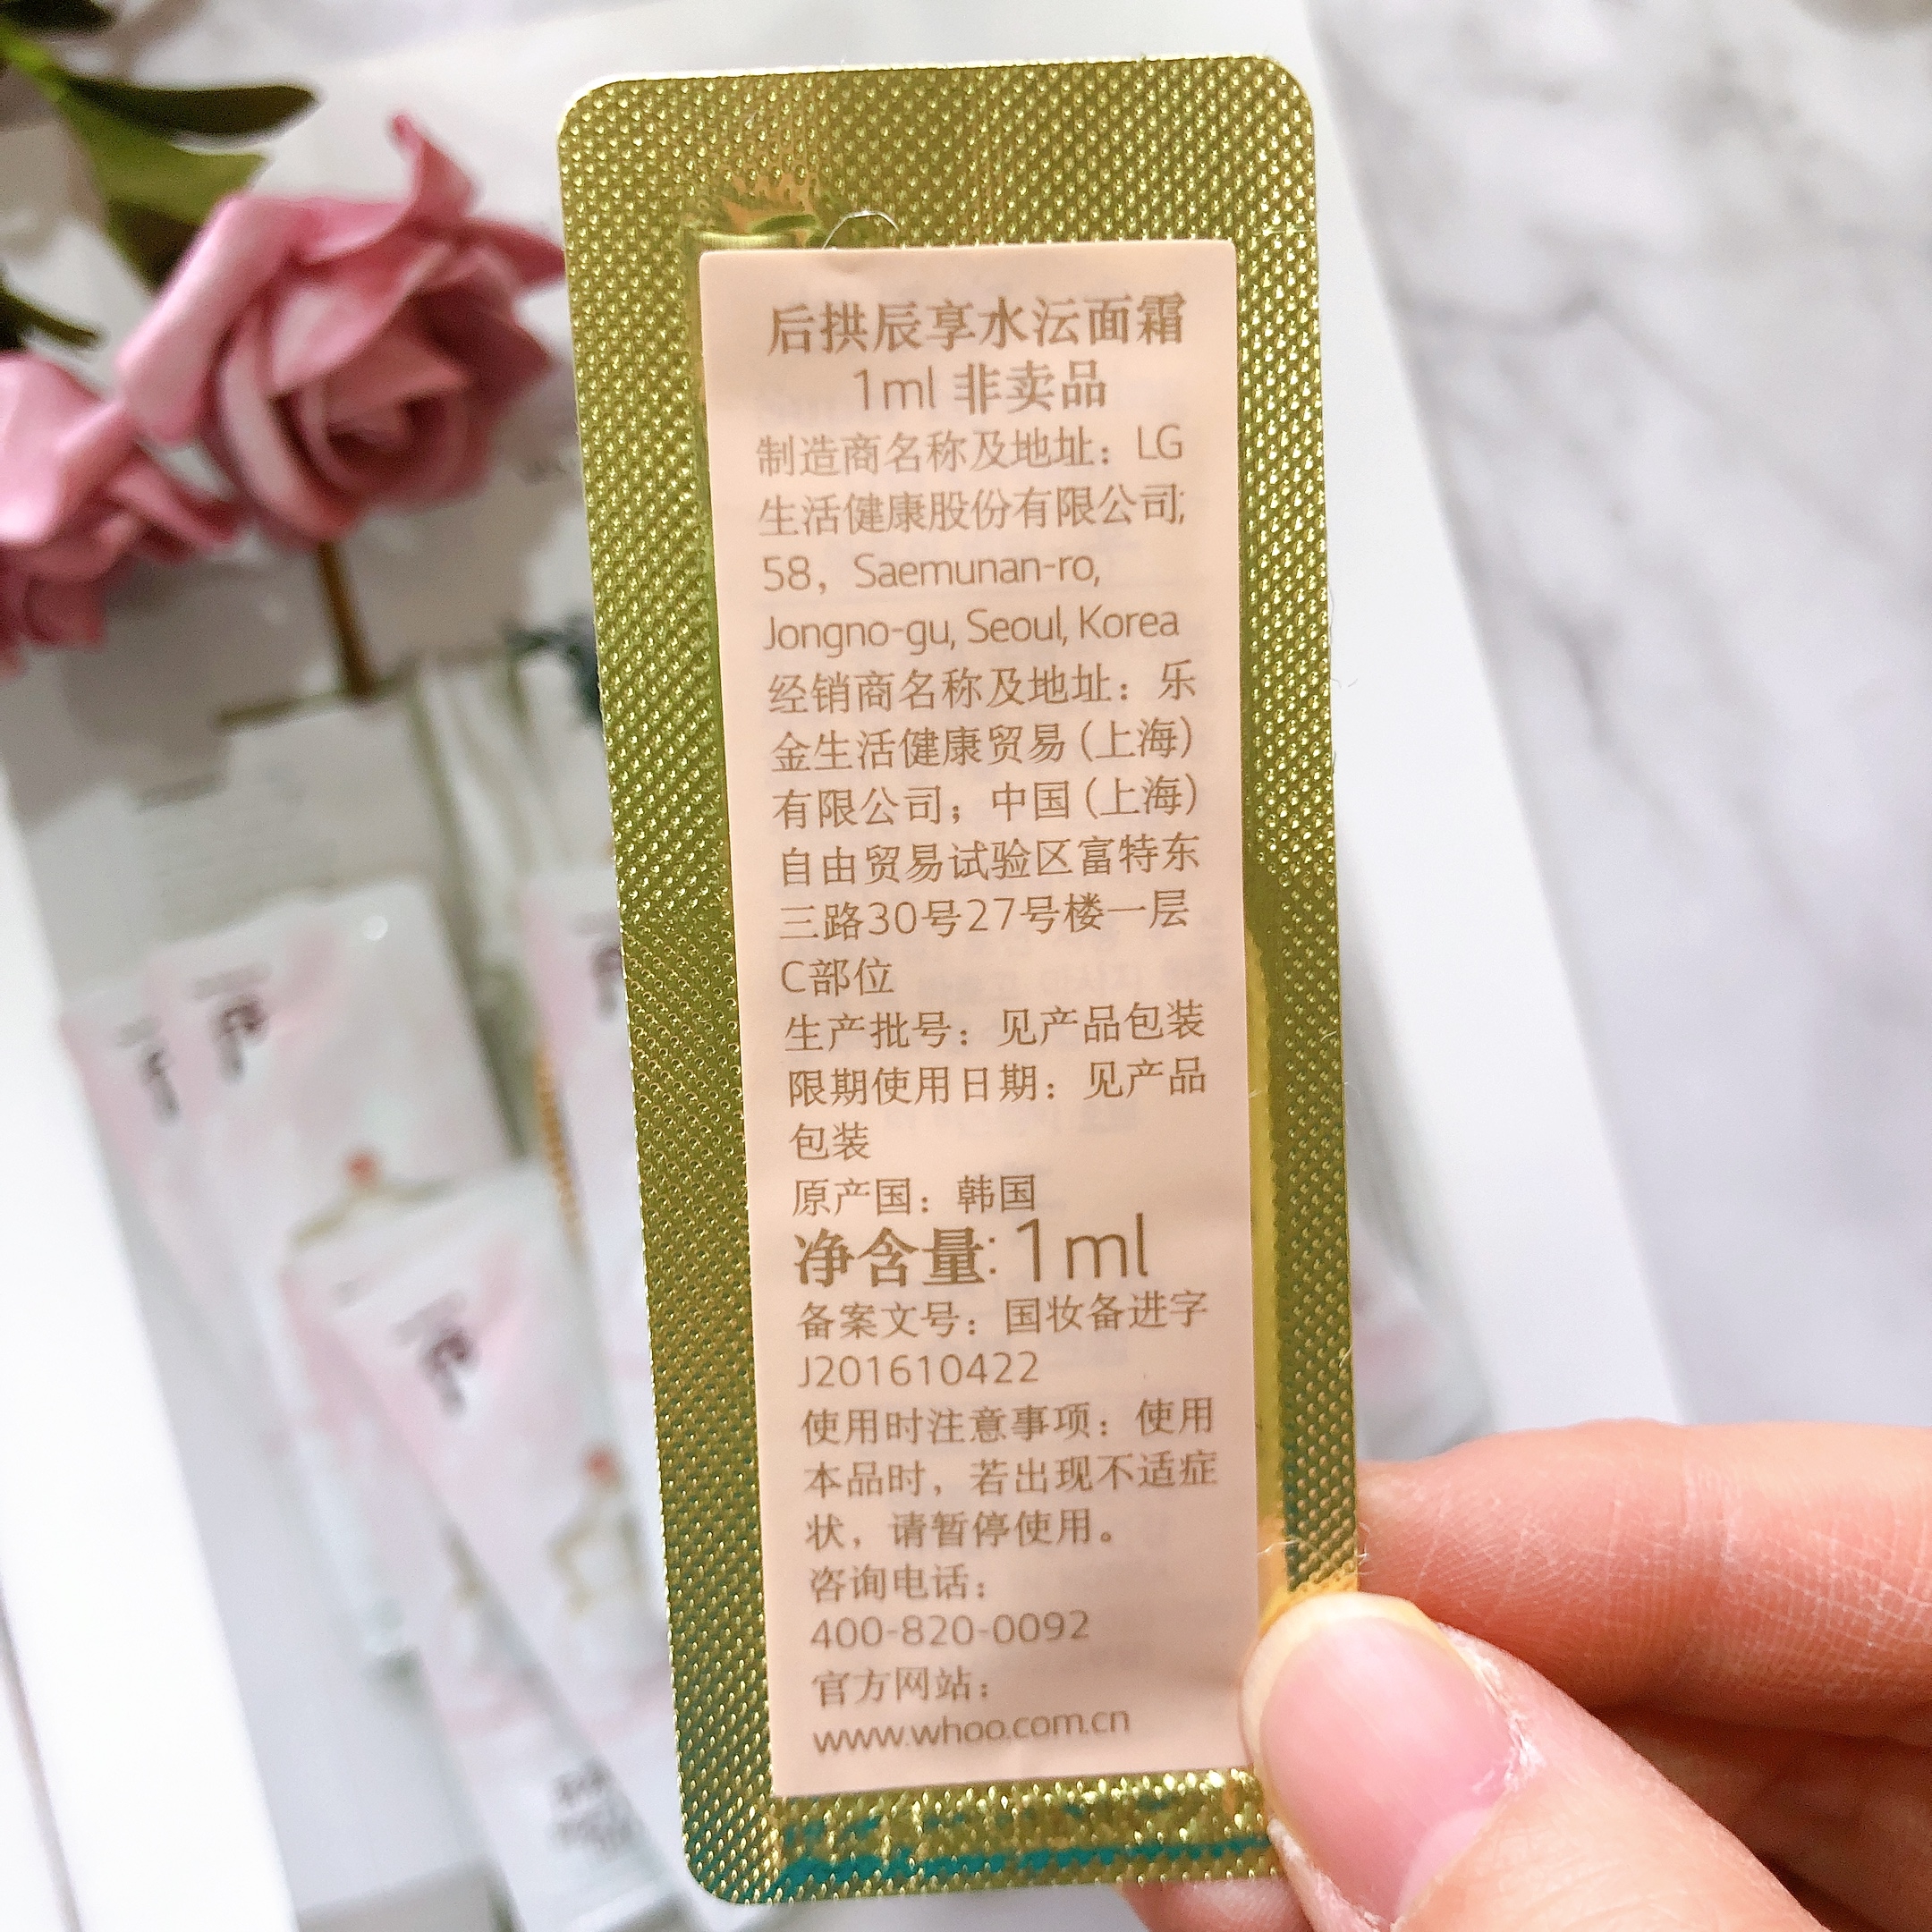 后拱辰享水沄面霜
1ml 非卖品
制造商名称及地址：LG
生活健康股份有限公司;
58，Saemunan-ro,
Jongno-gu, Seoul, Korea
经销商名称及地址：乐
金生活健康贸易(上海)
有限公司；中国(上海)
自由贸易试验区富特东
三路30号27号楼一层
C部位
生产批号：见产品包装
限期使用日期：见产品
包装
原产国：韩国
净含量: 1ml
备案文号：国妆备进字
J201610422
使用时注意事项：使用
本品时，若出现不适症
状，请暂停使用。
咨询电话：
400-820-0092
官方网站：
www.whoo.com.cn